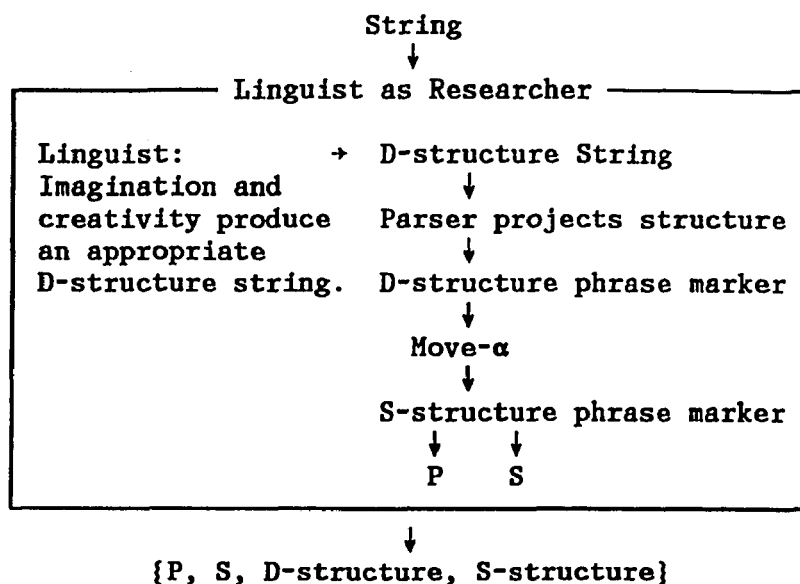 String
↓
Linguist as Researcher
Linguist: → D-structure String
Imagination and ↓
creativity produce Parser projects structure
an appropriate ↓
D-structure string. D-structure phrase marker
↓
Move-α
↓
S-structure phrase marker
↓ ↓
P S
↓
{P, S, D-structure, S-structure}